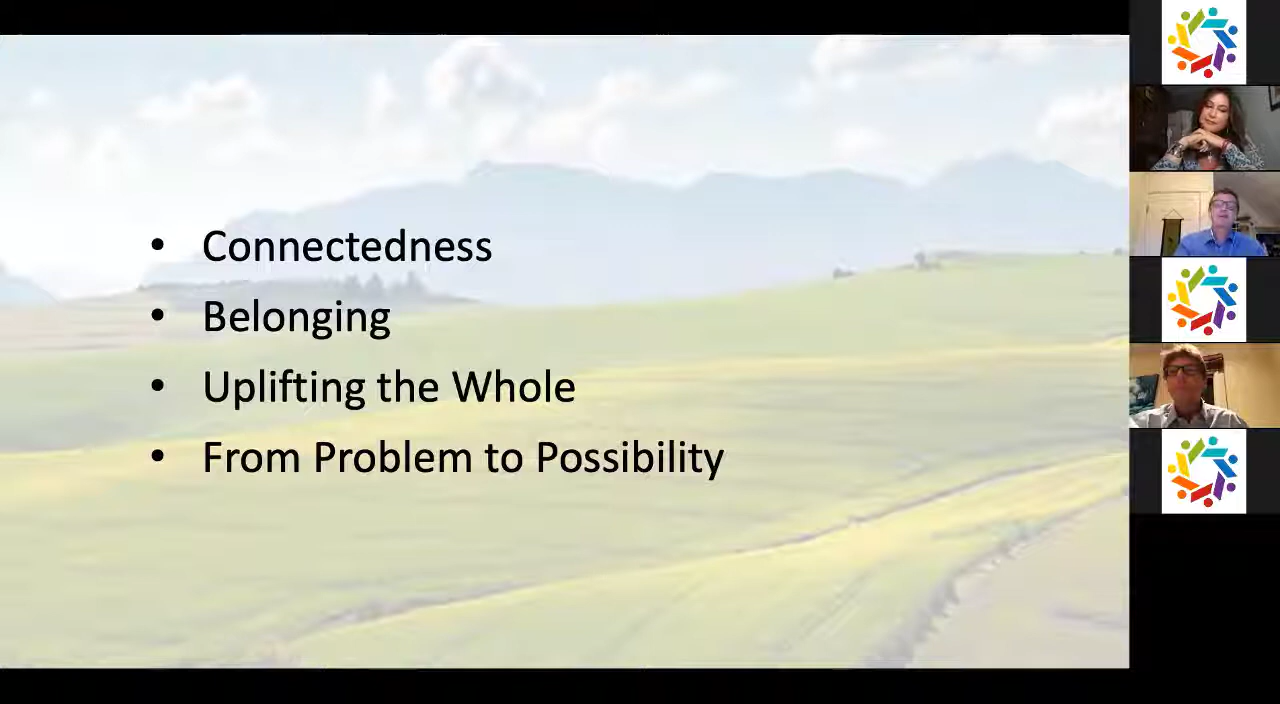 • Connectedness
• Belonging
• Uplifting the Whole
• From Problem to Possibility